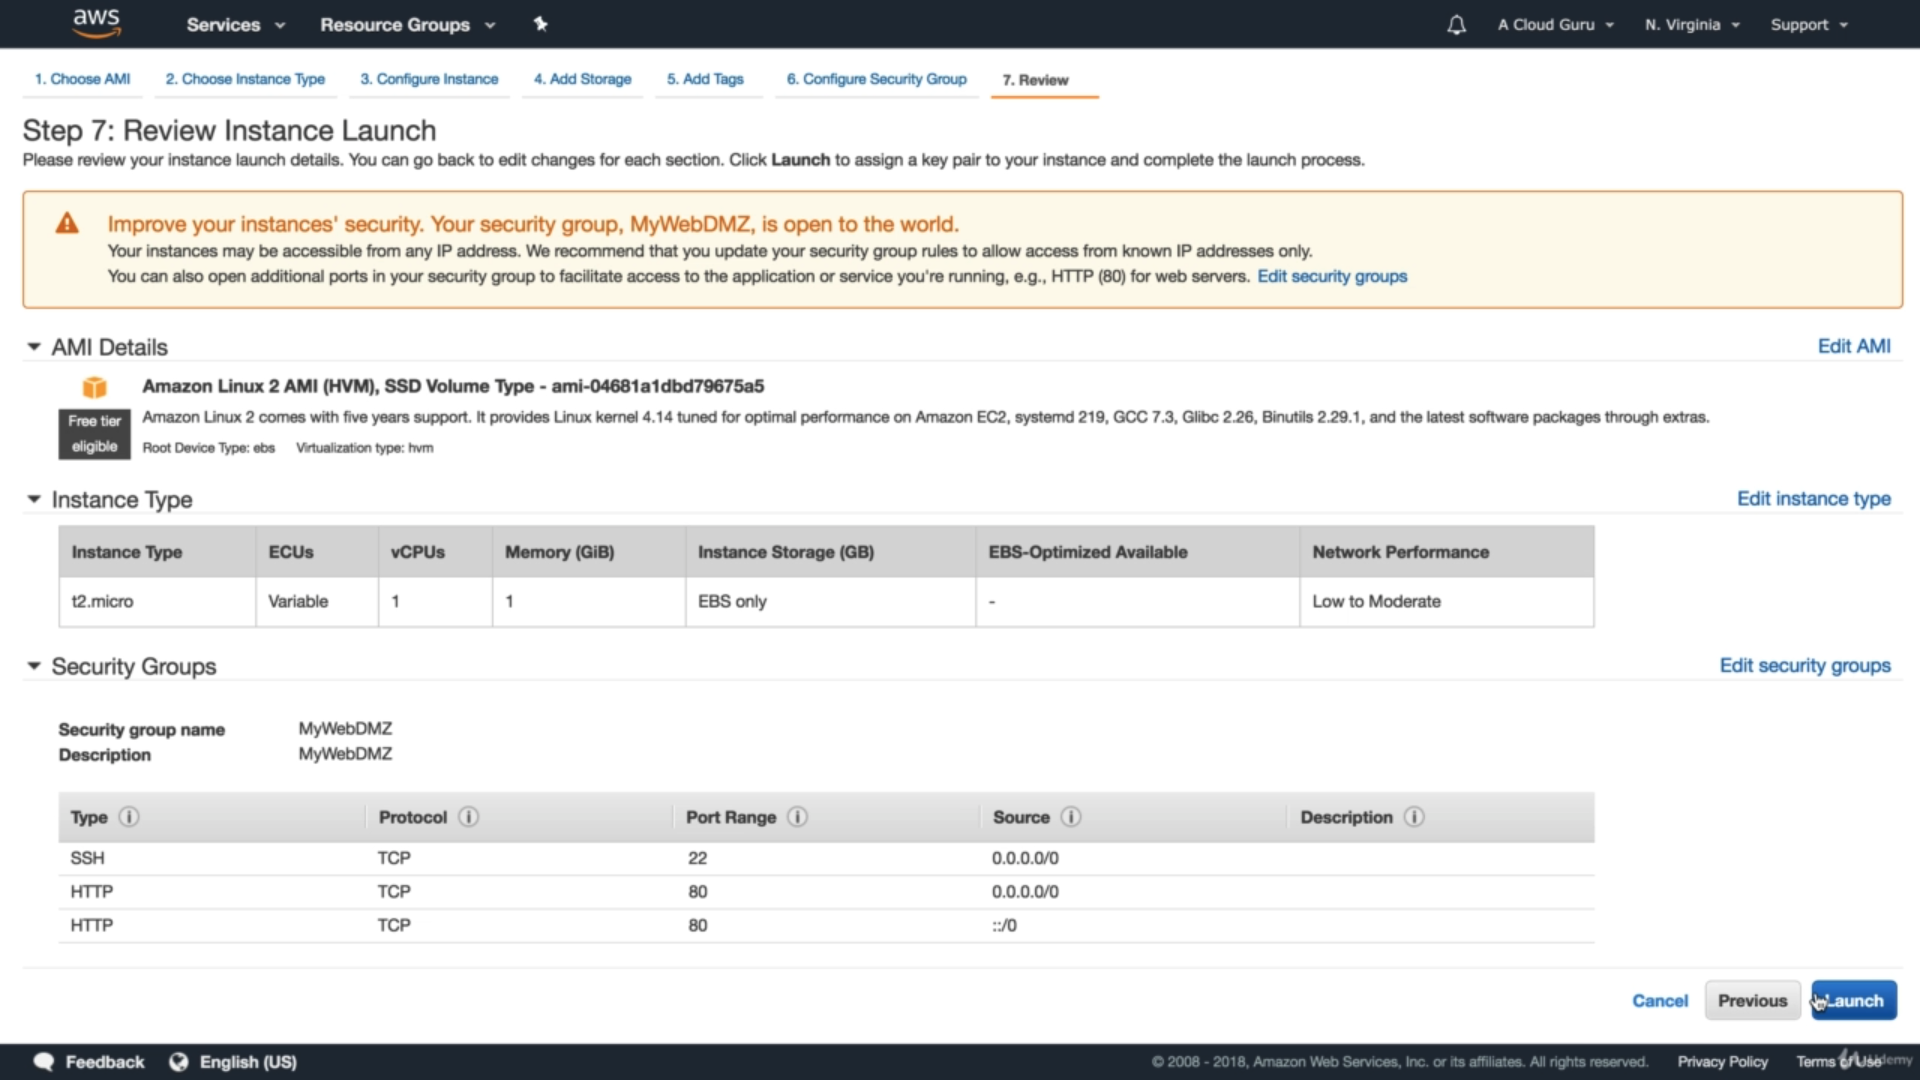 aws Services Resource Groups A Cloud Guru N. Virginia Support
1. Choose AMI 2. Choose Instance Type 3. Configure Instance 4. Add Storage 5. Add Tags 6. Configure Security Group 7. Review
Step 7: Review Instance Launch
Please review your instance launch details. You can go back to edit changes for each section. Click Launch to assign a key pair to your instance and complete the launch process.
Improve your instances' security. Your security group, MyWebDMZ, is open to the world.
Your instances may be accessible from any IP address. We recommend that you update your security group rules to allow access from known IP addresses only.
You can also open additional ports in your security group to facilitate access to the application or service you're running, e.g., HTTP (80) for web servers. Edit security groups
AMI Details Edit AMI
Amazon Linux 2 AMI (HVM), SSD Volume Type - ami-04681a1dbd79675a5
Free tier eligible
Amazon Linux 2 comes with five years support. It provides Linux kernel 4.14 tuned for optimal performance on Amazon EC2, systemd 219, GCC 7.3, Glibc 2.26, Binutils 2.29.1, and the latest software packages through extras.
Root Device Type: ebs Virtualization type: hvm
Instance Type Edit instance type
Instance Type ECUs vCPUs Memory (GiB) Instance Storage (GB) EBS-Optimized Available Network Performance
t2.micro Variable 1 1 EBS only - Low to Moderate
Security Groups Edit security groups
Security group name MyWebDMZ
Description MyWebDMZ
Type Protocol Port Range Source Description
SSH TCP 22 0.0.0.0/0
HTTP TCP 80 0.0.0.0/0
HTTP TCP 80 ::/0
Cancel Previous Launch
Feedback English (US) © 2008 - 2018, Amazon Web Services, Inc. or its affiliates. All rights reserved. Privacy Policy Terms of Use